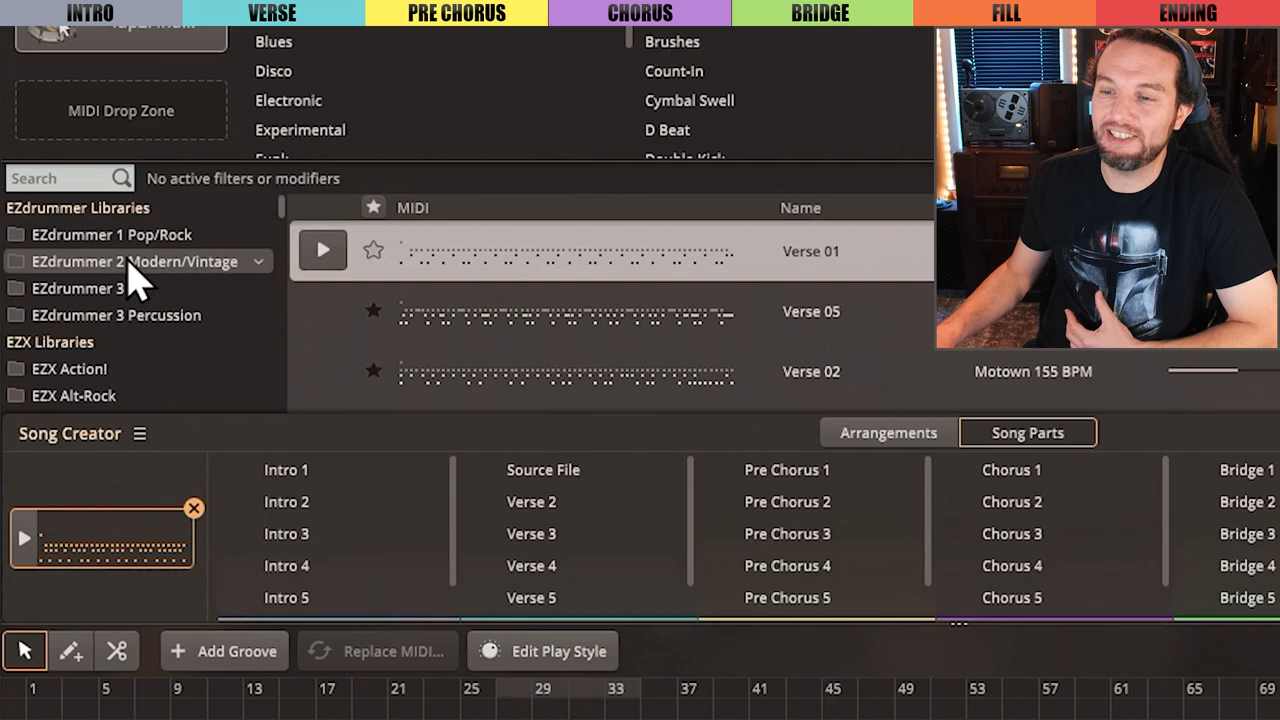 INTRO
VERSE
PRE CHORUS
CHORUS
BRIDGE
FILL
ENDING
Blues
Brushes
Disco
Count-In
MIDI Drop Zone
Electronic
Cymbal Swell
Experimental
D Beat
Search
No active filters or modifiers
EZdrummer Libraries
MIDI
Name
EZdrummer 1 Pop/Rock
EZdrummer 2 Modern/Vintage
Verse 01
EZdrummer 3
EZdrummer 3 Percussion
Verse 05
EZX Libraries
EZX Action!
Verse 02
Motown 155 BPM
EZX Alt-Rock
Song Creator
Arrangements
Song Parts
Intro 1
Source File
Pre Chorus 1
Chorus 1
Bridge 1
Intro 2
Verse 2
Pre Chorus 2
Chorus 2
Bridge 2
Intro 3
Verse 3
Pre Chorus 3
Chorus 3
Bridge 3
Intro 4
Verse 4
Pre Chorus 4
Chorus 4
Bridge 4
Intro 5
Verse 5
Pre Chorus 5
Chorus 5
Bridge 5
+ Add Groove
Replace MIDI...
Edit Play Style
1 5 9 13 17 21 25 29 33 37 41 45 49 53 57 61 65 69